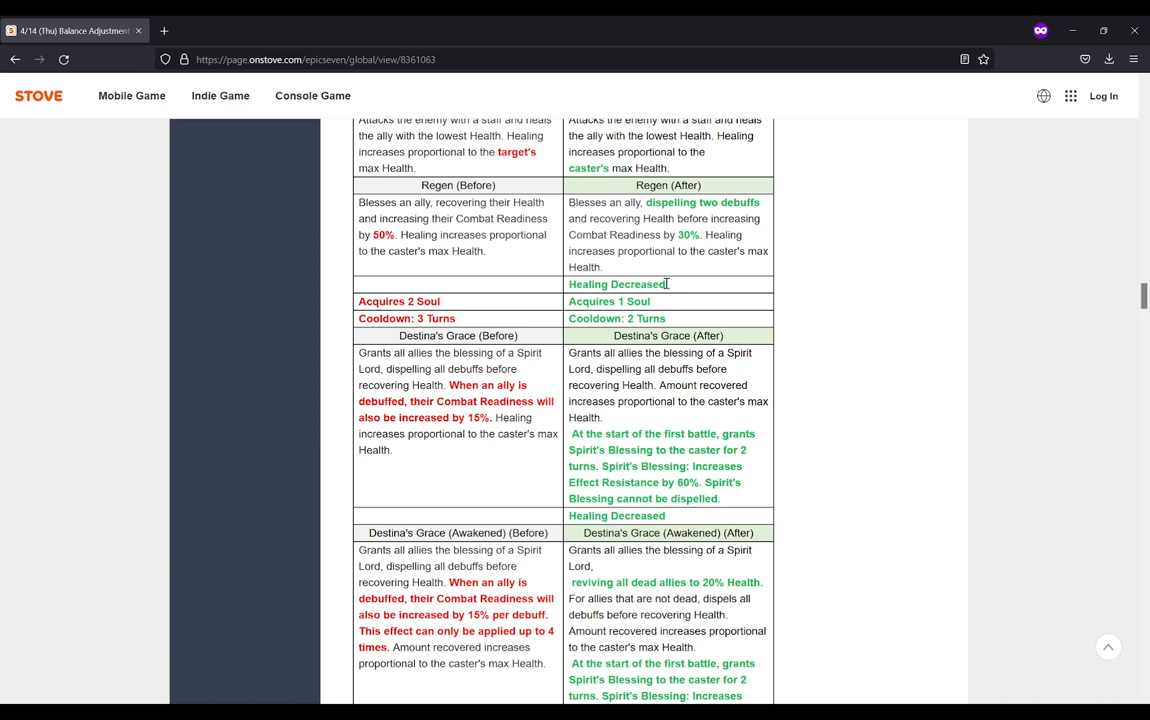 4/14 (Thu) Balance Adjustment
https://page.onstove.com/epicseven/global/view/8361063
STOVE Mobile Game Indie Game Console Game Log In
Attacks the enemy with a staff and heals
the ally with the lowest Health. Healing
increases proportional to the target's
max Health.
Attacks the enemy with a staff and heals
the ally with the lowest Health. Healing
increases proportional to the
caster's max Health.
Regen (Before)
Regen (After)
Blesses an ally, recovering their Health
and increasing their Combat Readiness
by 50%. Healing increases proportional
to the caster's max Health.
Blesses an ally, dispelling two debuffs
and recovering Health before increasing
Combat Readiness by 30%. Healing
increases proportional to the caster's max
Health.
Healing Decreased
Acquires 2 Soul
Acquires 1 Soul
Cooldown: 3 Turns
Cooldown: 2 Turns
Destina's Grace (Before)
Destina's Grace (After)
Grants all allies the blessing of a Spirit
Lord, dispelling all debuffs before
recovering Health. When an ally is
debuffed, their Combat Readiness will
also be increased by 15%. Healing
increases proportional to the caster's max
Health.
Grants all allies the blessing of a Spirit
Lord, dispelling all debuffs before
recovering Health. Amount recovered
increases proportional to the caster's max
Health.
At the start of the first battle, grants
Spirit's Blessing to the caster for 2
turns. Spirit's Blessing: Increases
Effect Resistance by 60%. Spirit's
Blessing cannot be dispelled.
Healing Decreased
Destina's Grace (Awakened) (Before)
Destina's Grace (Awakened) (After)
Grants all allies the blessing of a Spirit
Lord, dispelling all debuffs before
recovering Health. When an ally is
debuffed, their Combat Readiness will
also be increased by 15% per debuff.
This effect can only be applied up to 4
times. Amount recovered increases
proportional to the caster's max Health.
Grants all allies the blessing of a Spirit
Lord,
reviving all dead allies to 20% Health.
For allies that are not dead, dispels all
debuffs before recovering Health.
Amount recovered increases proportional
to the caster's max Health.
At the start of the first battle, grants
Spirit's Blessing to the caster for 2
turns. Spirit's Blessing: Increases